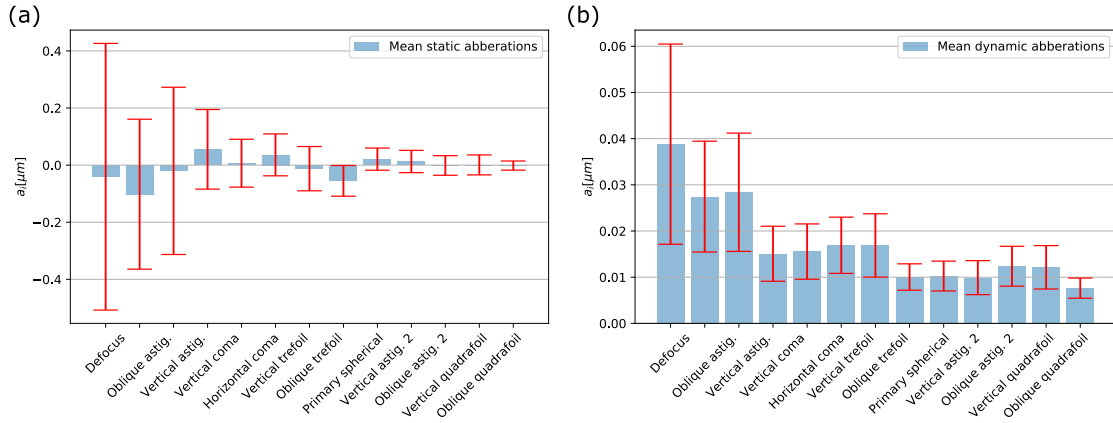 (a)
Mean static abberations
0.4
0.2
0.0
−0.2
−0.4
a_i[μm]
Defocus
Oblique astig.
Vertical astig.
Vertical coma
Horizontal coma
Vertical trefoil
Oblique trefoil
Primary spherical
Vertical astig. 2
Oblique astig. 2
Vertical quadrafoil
Oblique quadrafoil
(b)
Mean dynamic abberations
0.06
0.05
0.04
0.03
0.02
0.01
0.00
a_i[μm]
Defocus
Oblique astig.
Vertical astig.
Vertical coma
Horizontal coma
Vertical trefoil
Oblique trefoil
Primary spherical
Vertical astig. 2
Oblique astig. 2
Vertical quadrafoil
Oblique quadrafoil